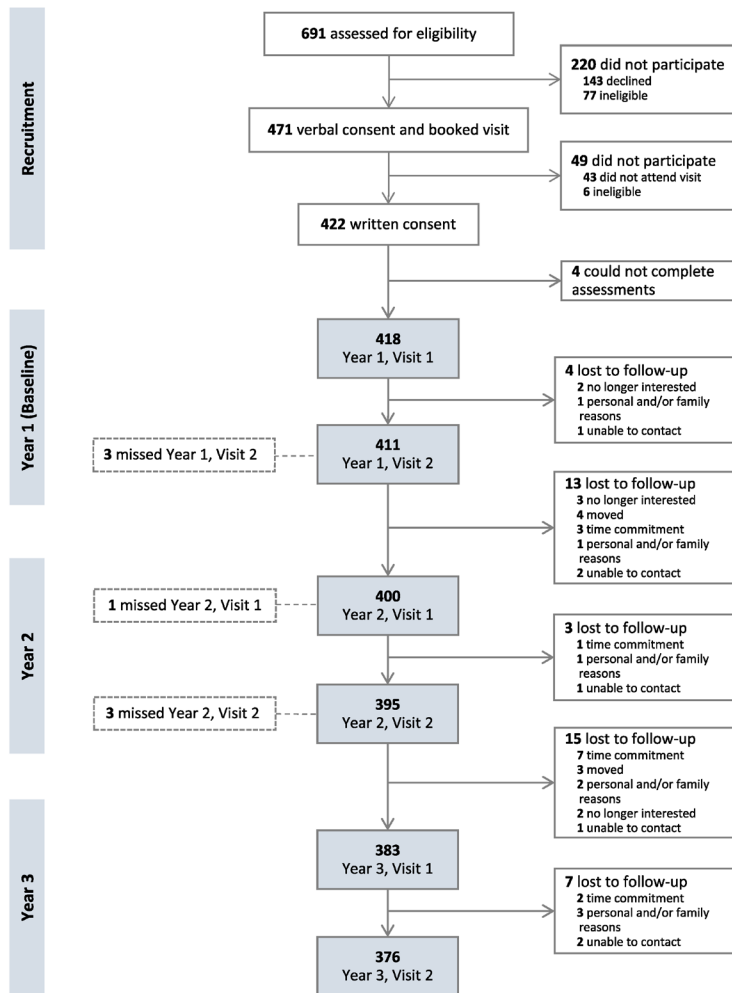 Recruitment
691 assessed for eligibility
220 did not participate
143 declined
77 ineligible
471 verbal consent and booked visit
49 did not participate
43 did not attend visit
6 ineligible
422 written consent
4 could not complete
assessments
Year 1 (Baseline)
418
Year 1, Visit 1
4 lost to follow-up
2 no longer interested
1 personal and/or family
reasons
1 unable to contact
3 missed Year 1, Visit 2
411
Year 1, Visit 2
13 lost to follow-up
3 no longer interested
4 moved
3 time commitment
1 personal and/or family
reasons
2 unable to contact
Year 2
1 missed Year 2, Visit 1
400
Year 2, Visit 1
3 lost to follow-up
1 time commitment
1 personal and/or family
reasons
1 unable to contact
3 missed Year 2, Visit 2
395
Year 2, Visit 2
15 lost to follow-up
7 time commitment
3 moved
2 personal and/or family
reasons
2 no longer interested
1 unable to contact
Year 3
383
Year 3, Visit 1
7 lost to follow-up
2 time commitment
3 personal and/or family
reasons
2 unable to contact
376
Year 3, Visit 2